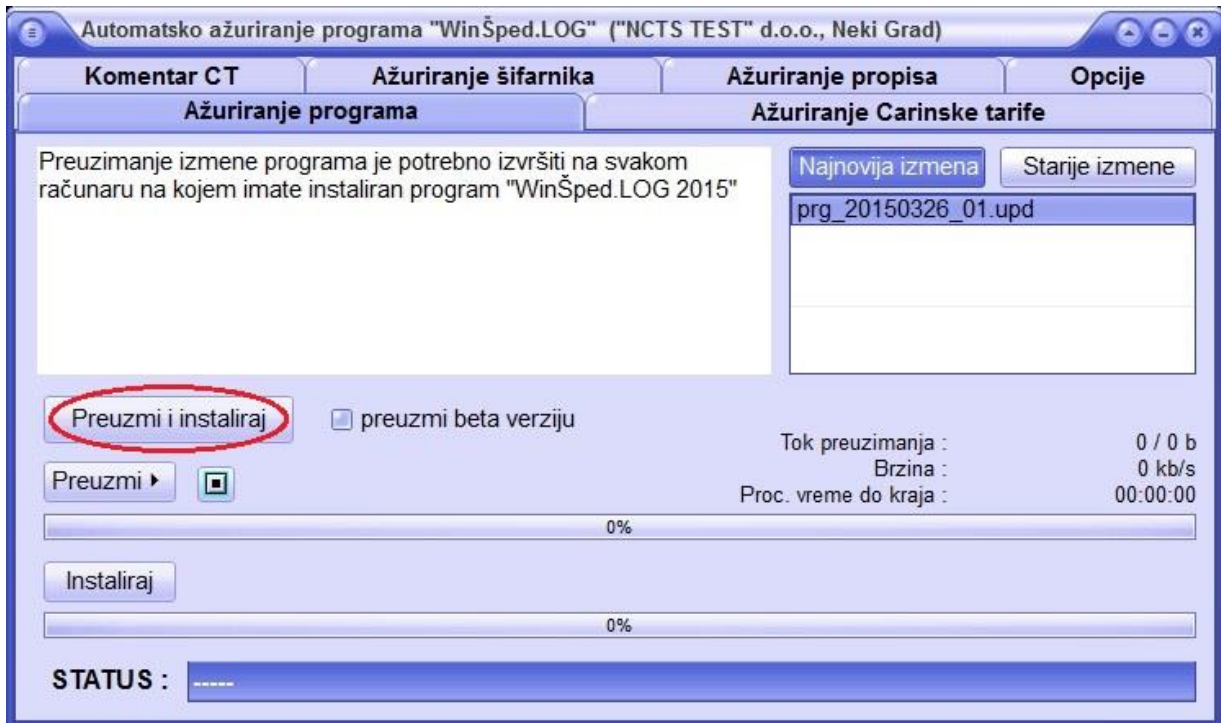 Automatsko ažuriranje programa "WinŠped.LOG" ("NCTS TEST" d.o.o., Neki Grad)
Komentar CT Ažuriranje šifarnika Ažuriranje propisa Opcije
Ažuriranje programa Ažuriranje Carinske tarife
Preuzimanje izmene programa je potrebno izvršiti na svakom
računaru na kojem imate instaliran program "WinŠped.LOG 2015"
Najnovija izmena Starije izmene
prg_20150326_01.upd
Preuzmi i instaliraj preuzmi beta verziju
Tok preuzimanja : 0 / 0 b
Brzina : 0 kb/s
Proc. vreme do kraja : 00:00:00
Preuzmi
0%
Instaliraj
0%
STATUS : -----